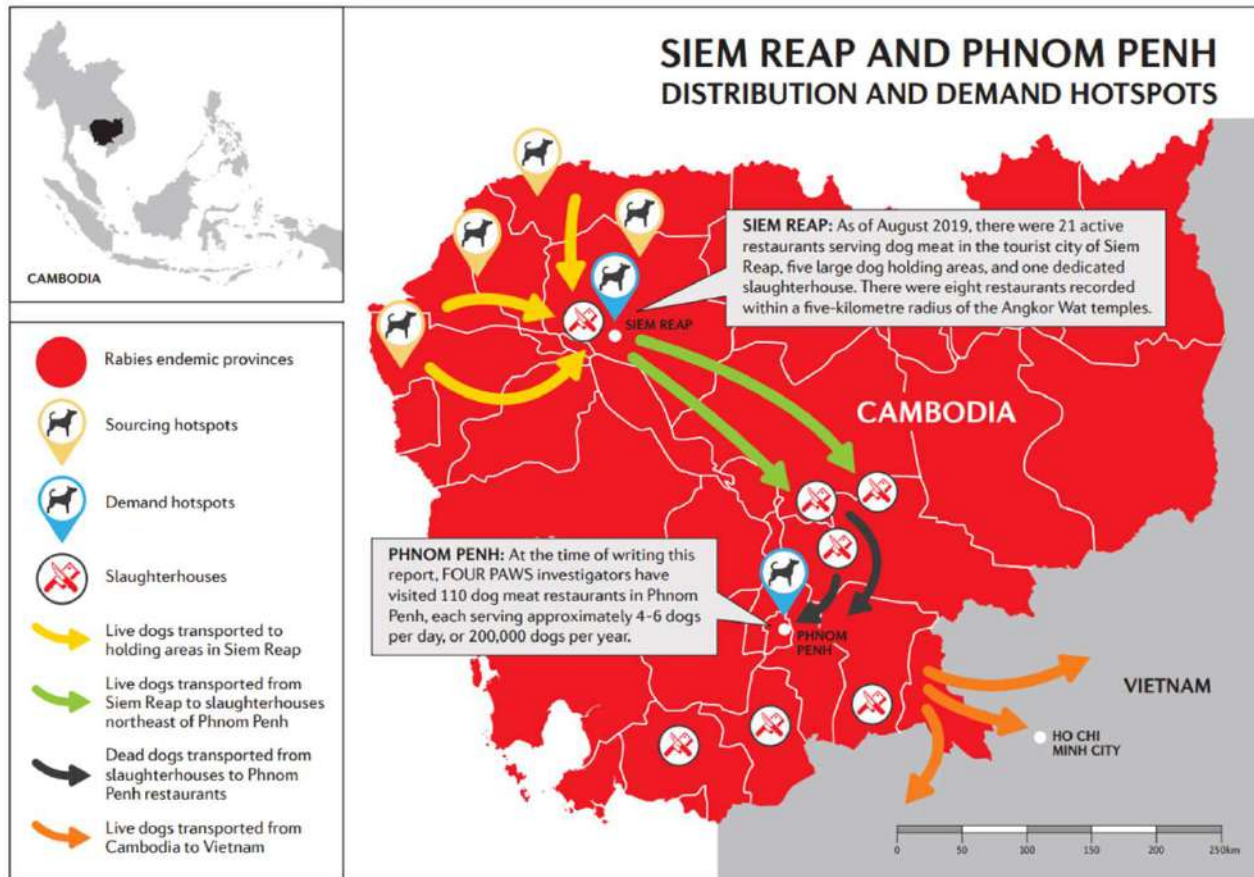 SIEM REAP AND PHNOM PENH
DISTRIBUTION AND DEMAND HOTSPOTS
CAMBODIA
Rabies endemic provinces
Sourcing hotspots
Demand hotspots
Slaughterhouses
Live dogs transported to
holding areas in Siem Reap
Live dogs transported from
Siem Reap to slaughterhouses
northeast of Phnom Penh
Dead dogs transported from
slaughterhouses to Phnom
Penh restaurants
Live dogs transported from
Cambodia to Vietnam
SIEM REAP: As of August 2019, there were 21 active
restaurants serving dog meat in the tourist city of Siem
Reap, five large dog holding areas, and one dedicated
slaughterhouse. There were eight restaurants recorded
within a five-kilometre radius of the Angkor Wat temples.
SIEM REAP
CAMBODIA
PHNOM PENH: At the time of writing this
report, FOUR PAWS investigators have
visited 110 dog meat restaurants in Phnom
Penh, each serving approximately 4-6 dogs
per day, or 200,000 dogs per year.
PHNOM
PENH
VIETNAM
HO CHI
MINH CITY
0 50 100 150 200 250km